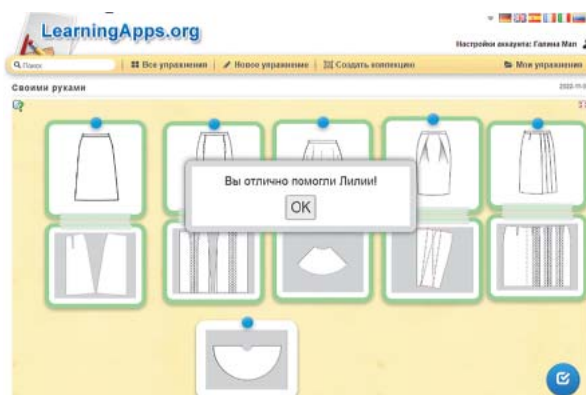 LearningApps.org
Настройки аккаунта: Галина Мал
Поиск
Все упражнения
Новое упражнение
Создать коллекцию
Мои упражнения
Своими руками
Вы отлично помогли Лилии!
OK